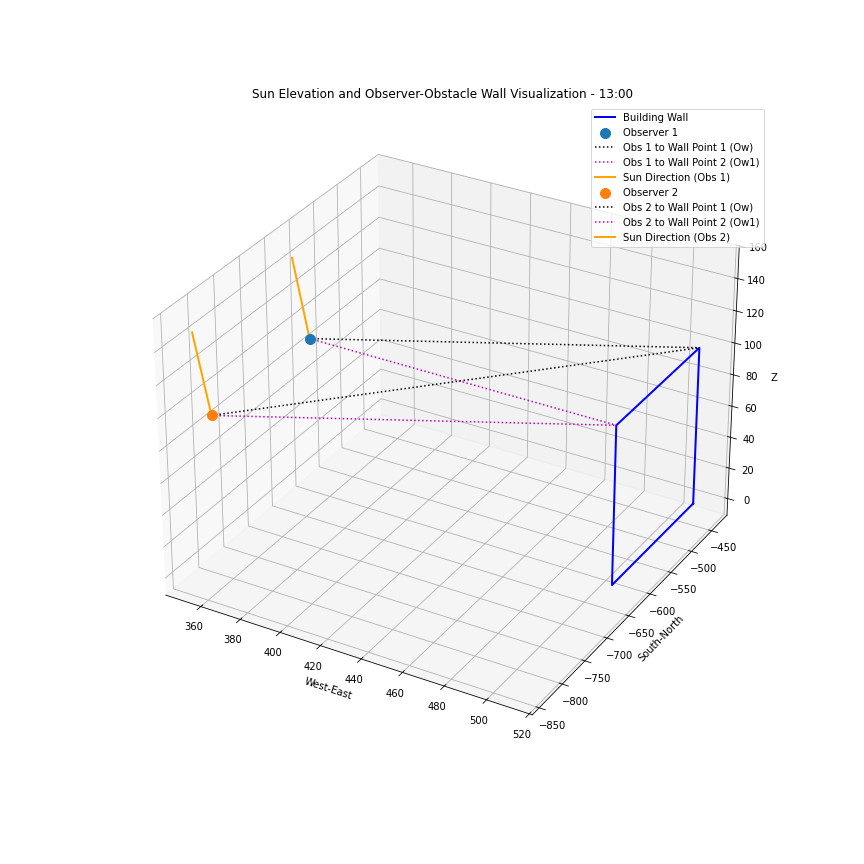 Sun Elevation and Observer-Obstacle Wall Visualization - 13:00
Building Wall
Observer 1
Obs 1 to Wall Point 1 (Ow)
Obs 1 to Wall Point 2 (Ow1)
Sun Direction (Obs 1)
Observer 2
Obs 2 to Wall Point 1 (Ow)
Obs 2 to Wall Point 2 (Ow1)
Sun Direction (Obs 2)
160
140
120
100
80
60
40
20
0
Z
−450
−500
−550
−600
−650
−700
−750
−800
−850
South-North
360
380
400
420
440
460
480
500
520
West-East